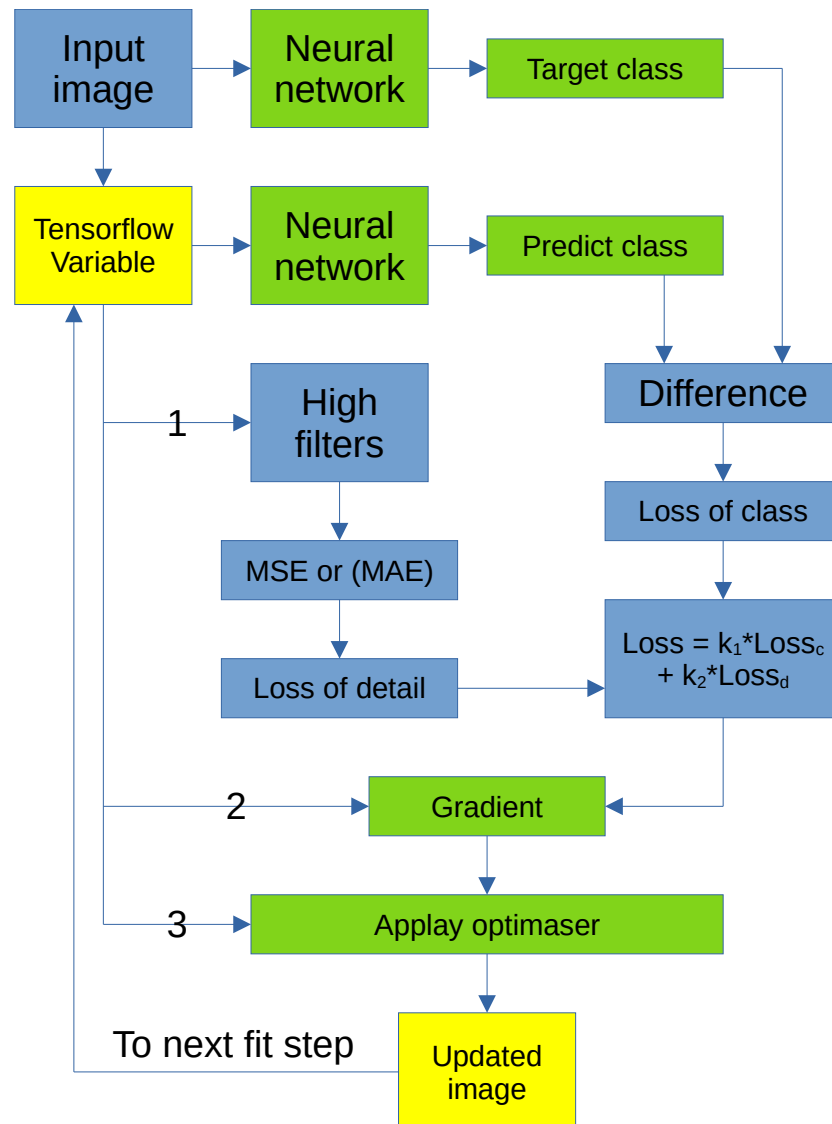 Input
image
Neural
network
Target class
Tensorflow
Variable
Neural
network
Predict class
1
High
filters
Difference
Loss of class
MSE or (MAE)
Loss = k₁*Loss_c
+ k₂*Loss_d
Loss of detail
2
Gradient
3
Applay optimaser
To next fit step
Updated
image